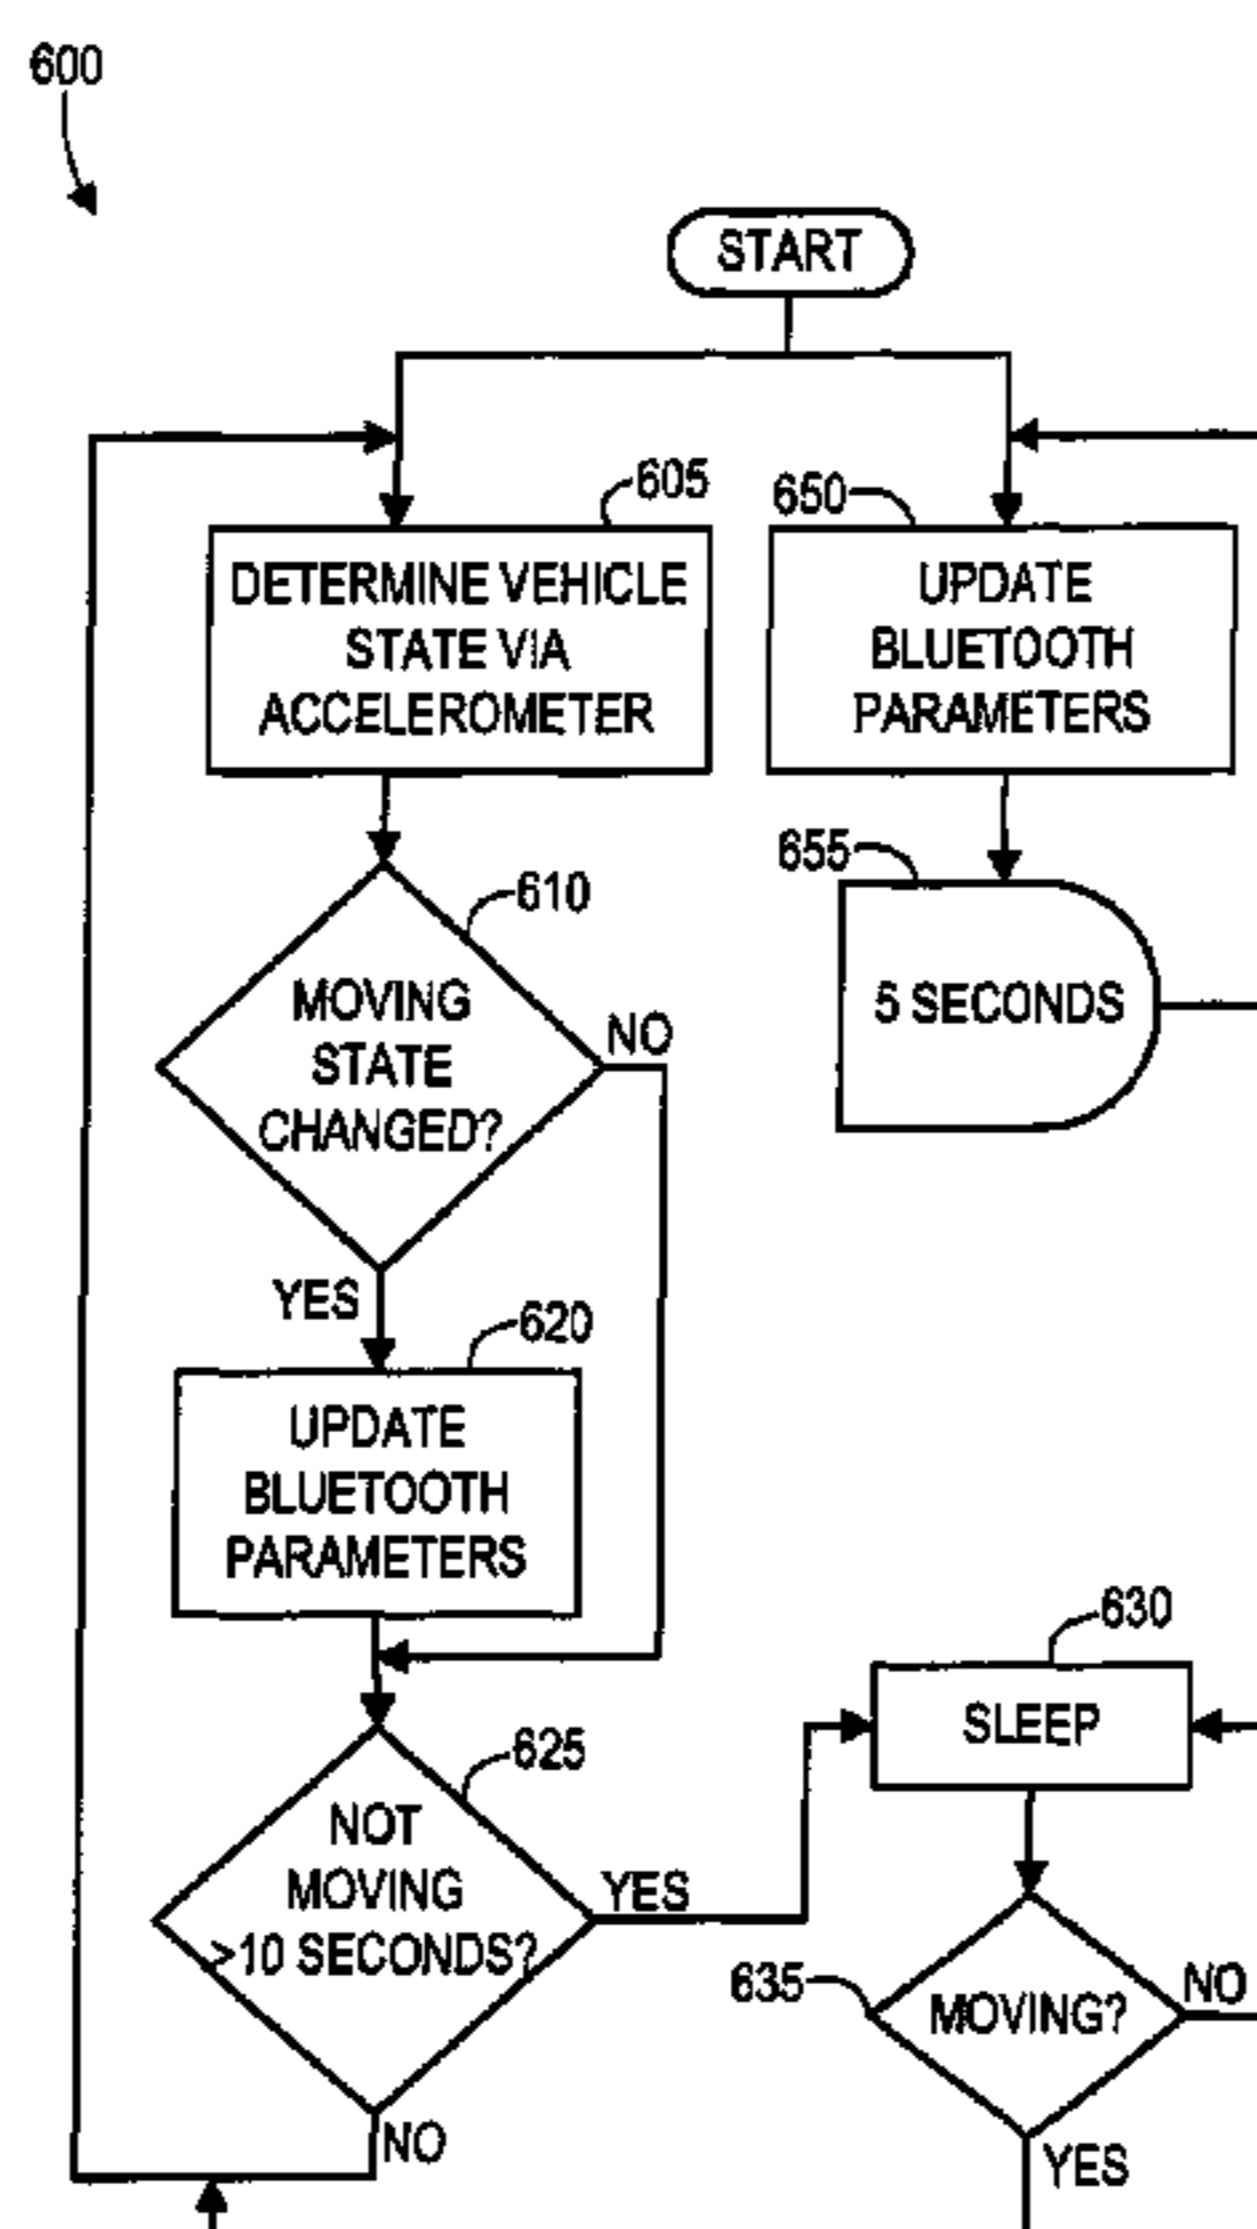 600
START
605
DETERMINE VEHICLE
STATE VIA
ACCELEROMETER
650
UPDATE
BLUETOOTH
PARAMETERS
610
MOVING
STATE
CHANGED?
NO
YES
655
5 SECONDS
620
UPDATE
BLUETOOTH
PARAMETERS
625
NOT
MOVING
>10 SECONDS?
YES
NO
630
SLEEP
635
MOVING?
NO
YES